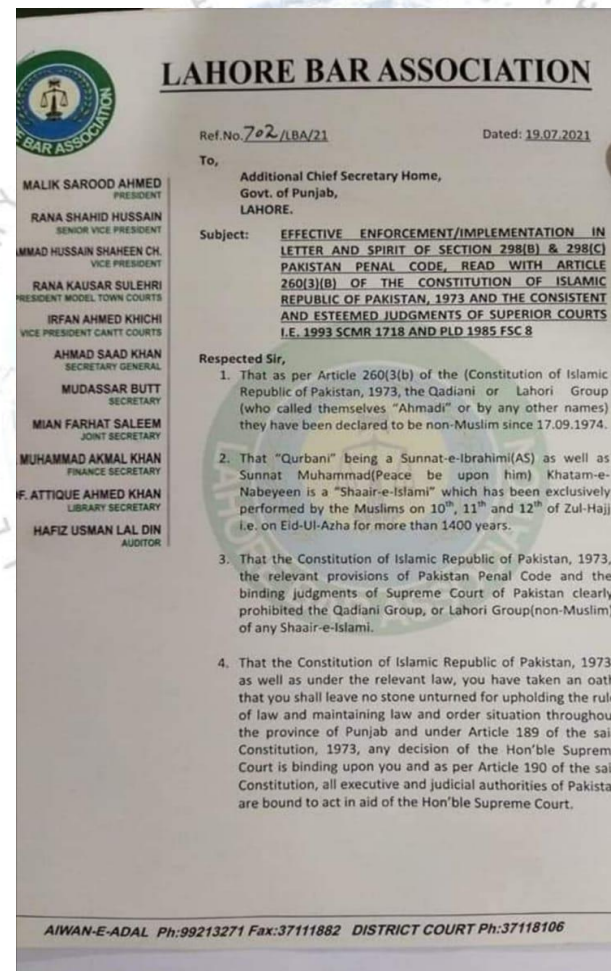 LAHORE BAR ASSOCIATION
BAR ASSOCIATION
Ref.No.702/LBA/21
Dated: 19.07.2021
To,
Additional Chief Secretary Home,
Govt. of Punjab,
LAHORE.
Subject: EFFECTIVE ENFORCEMENT/IMPLEMENTATION IN
LETTER AND SPIRIT OF SECTION 298(B) & 298(C)
PAKISTAN PENAL CODE, READ WITH ARTICLE
260(3)(B) OF THE CONSTITUTION OF ISLAMIC
REPUBLIC OF PAKISTAN, 1973 AND THE CONSISTENT
AND ESTEEMED JUDGMENTS OF SUPERIOR COURTS
I.E. 1993 SCMR 1718 AND PLD 1985 FSC 8
MALIK SAROOD AHMED
PRESIDENT
RANA SHAHID HUSSAIN
SENIOR VICE PRESIDENT
MMAD HUSSAIN SHAHEEN CH.
VICE PRESIDENT
RANA KAUSAR SULEHRI
PRESIDENT MODEL TOWN COURTS
IRFAN AHMED KHICHI
VICE PRESIDENT CANTT COURTS
AHMAD SAAD KHAN
SECRETARY GENERAL
MUDASSAR BUTT
SECRETARY
MIAN FARHAT SALEEM
JOINT SECRETARY
MUHAMMAD AKMAL KHAN
FINANCE SECRETARY
F. ATTIQUE AHMED KHAN
LIBRARY SECRETARY
HAFIZ USMAN LAL DIN
AUDITOR
Respected Sir,
1. That as per Article 260(3(b) of the (Constitution of Islamic
Republic of Pakistan, 1973, the Qadiani or Lahori Group
(who called themselves "Ahmadi" or by any other names)
they have been declared to be non-Muslim since 17.09.1974.
2. That "Qurbani" being a Sunnat-e-Ibrahimi(AS) as well as
Sunnat Muhammad(Peace be upon him) Khatam-e-
Nabeyeen is a "Shaair-e-Islami" which has been exclusively
performed by the Muslims on 10th, 11th and 12th of Zul-Hajj
i.e. on Eid-Ul-Azha for more than 1400 years.
3. That the Constitution of Islamic Republic of Pakistan, 1973,
the relevant provisions of Pakistan Penal Code and the
binding judgments of Supreme Court of Pakistan clearly
prohibited the Qadiani Group, or Lahori Group(non-Muslim)
of any Shaair-e-Islami.
4. That the Constitution of Islamic Republic of Pakistan, 1973
as well as under the relevant law, you have taken an oath
that you shall leave no stone unturned for upholding the rule
of law and maintaining law and order situation throughou
the province of Punjab and under Article 189 of the sai
Constitution, 1973, any decision of the Hon'ble Suprem
Court is binding upon you and as per Article 190 of the sai
Constitution, all executive and judicial authorities of Pakista
are bound to act in aid of the Hon'ble Supreme Court.
AIWAN-E-ADAL Ph:99213271 Fax:37111882 DISTRICT COURT Ph:37118106